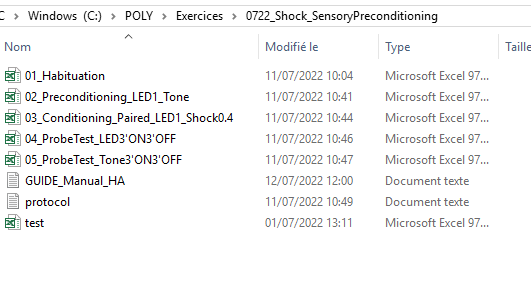 C > Windows (C:) > POLY > Exercices > 0722_Shock_SensoryPreconditioning
Nom Modifié le Type Taille
01_Habituation 11/07/2022 10:04 Microsoft Excel 97...
02_Preconditioning_LED1_Tone 11/07/2022 10:41 Microsoft Excel 97...
03_Conditioning_Paired_LED1_Shock0.4 11/07/2022 10:44 Microsoft Excel 97...
04_ProbeTest_LED3'ON3'OFF 11/07/2022 10:46 Microsoft Excel 97...
05_ProbeTest_Tone3'ON3'OFF 11/07/2022 10:47 Microsoft Excel 97...
GUIDE_Manual_HA 12/07/2022 12:00 Document texte
protocol 11/07/2022 10:49 Document texte
test 01/07/2022 13:11 Microsoft Excel 97...